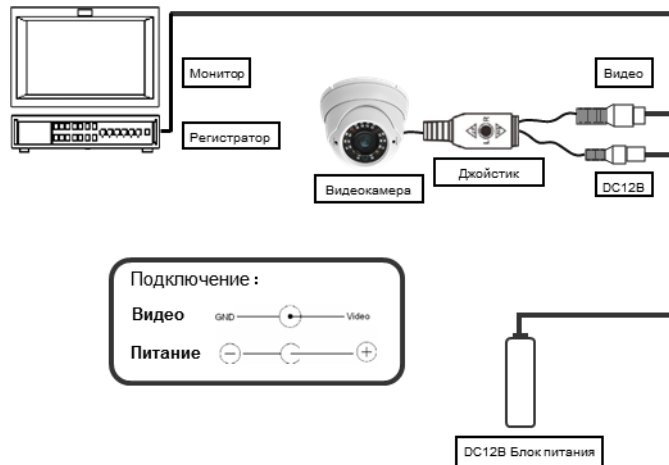 Монитор
Видео
Регистратор
Видеокамера
Джойстик
DC12В
Подключение:
Видео GND Video
Питание
DC12В Блок питания